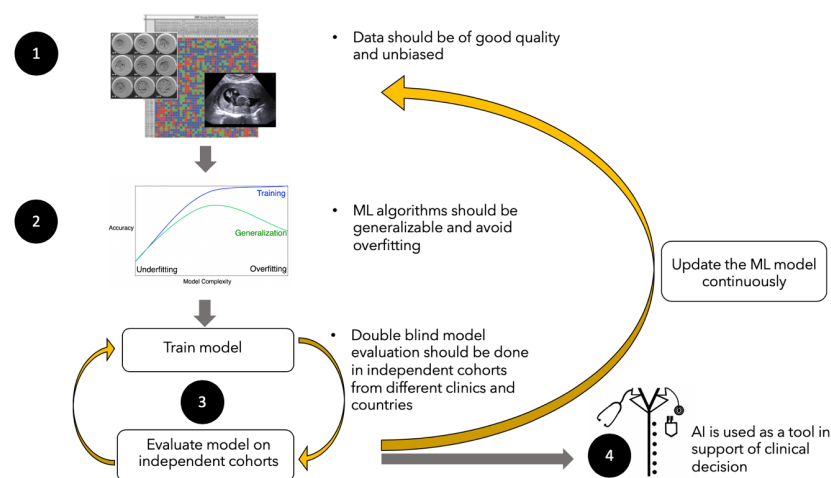 1
• Data should be of good quality
and unbiased
2
Training
Accuracy
Generalization
Underfitting
Overfitting
Model Complexity
• ML algorithms should be
generalizable and avoid
overfitting
Update the ML model
continuously
Train model
• Double blind model
evaluation should be done
in independent cohorts
from different clinics and
countries
3
Evaluate model on
independent cohorts
4
AI is used as a tool in
support of clinical
decision